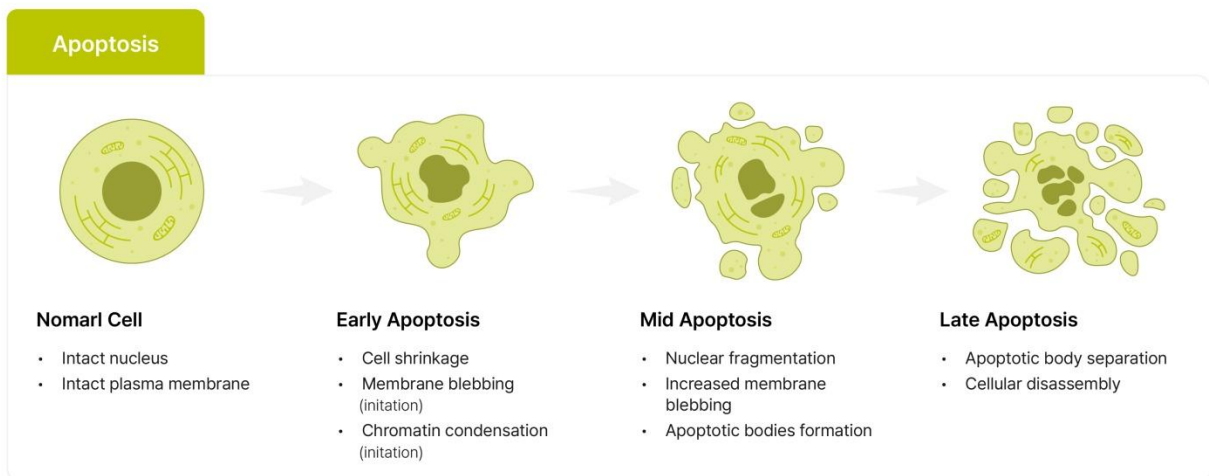 Apoptosis
Nomarl Cell
• Intact nucleus
• Intact plasma membrane
Early Apoptosis
• Cell shrinkage
• Membrane blebbing
(initation)
• Chromatin condensation
(initation)
Mid Apoptosis
• Nuclear fragmentation
• Increased membrane
blebbing
• Apoptotic bodies formation
Late Apoptosis
• Apoptotic body separation
• Cellular disassembly